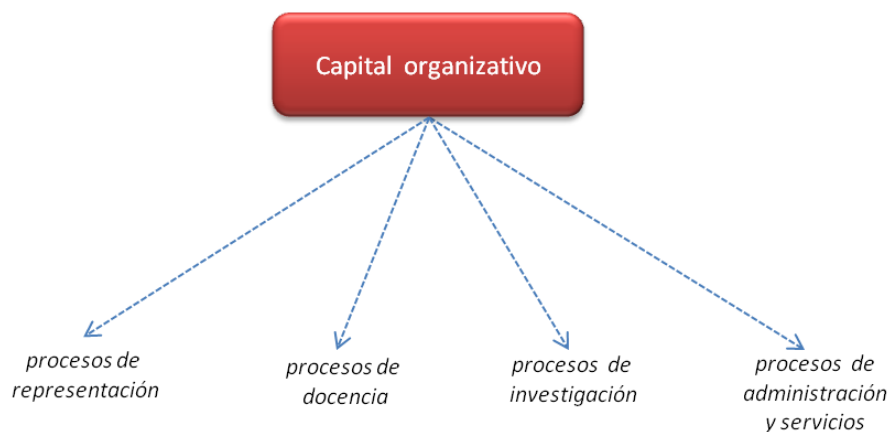 Capital organizativo
procesos de
representación
procesos de
docencia
procesos de
investigación
procesos de
administración
y servicios